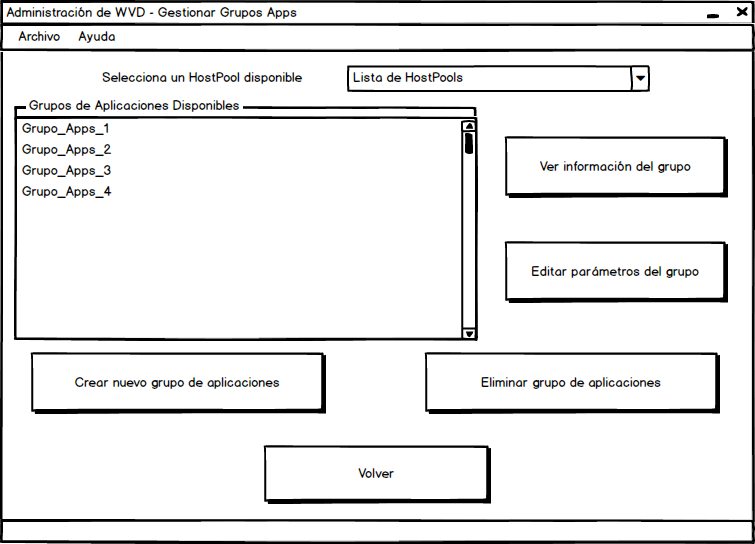 Administración de WVD - Gestionar Grupos Apps
Archivo Ayuda
Selecciona un HostPool disponible Lista de HostPools
Grupos de Aplicaciones Disponibles
Grupo_Apps_1
Grupo_Apps_2
Grupo_Apps_3
Grupo_Apps_4
Ver información del grupo
Editar parámetros del grupo
Crear nuevo grupo de aplicaciones
Eliminar grupo de aplicaciones
Volver